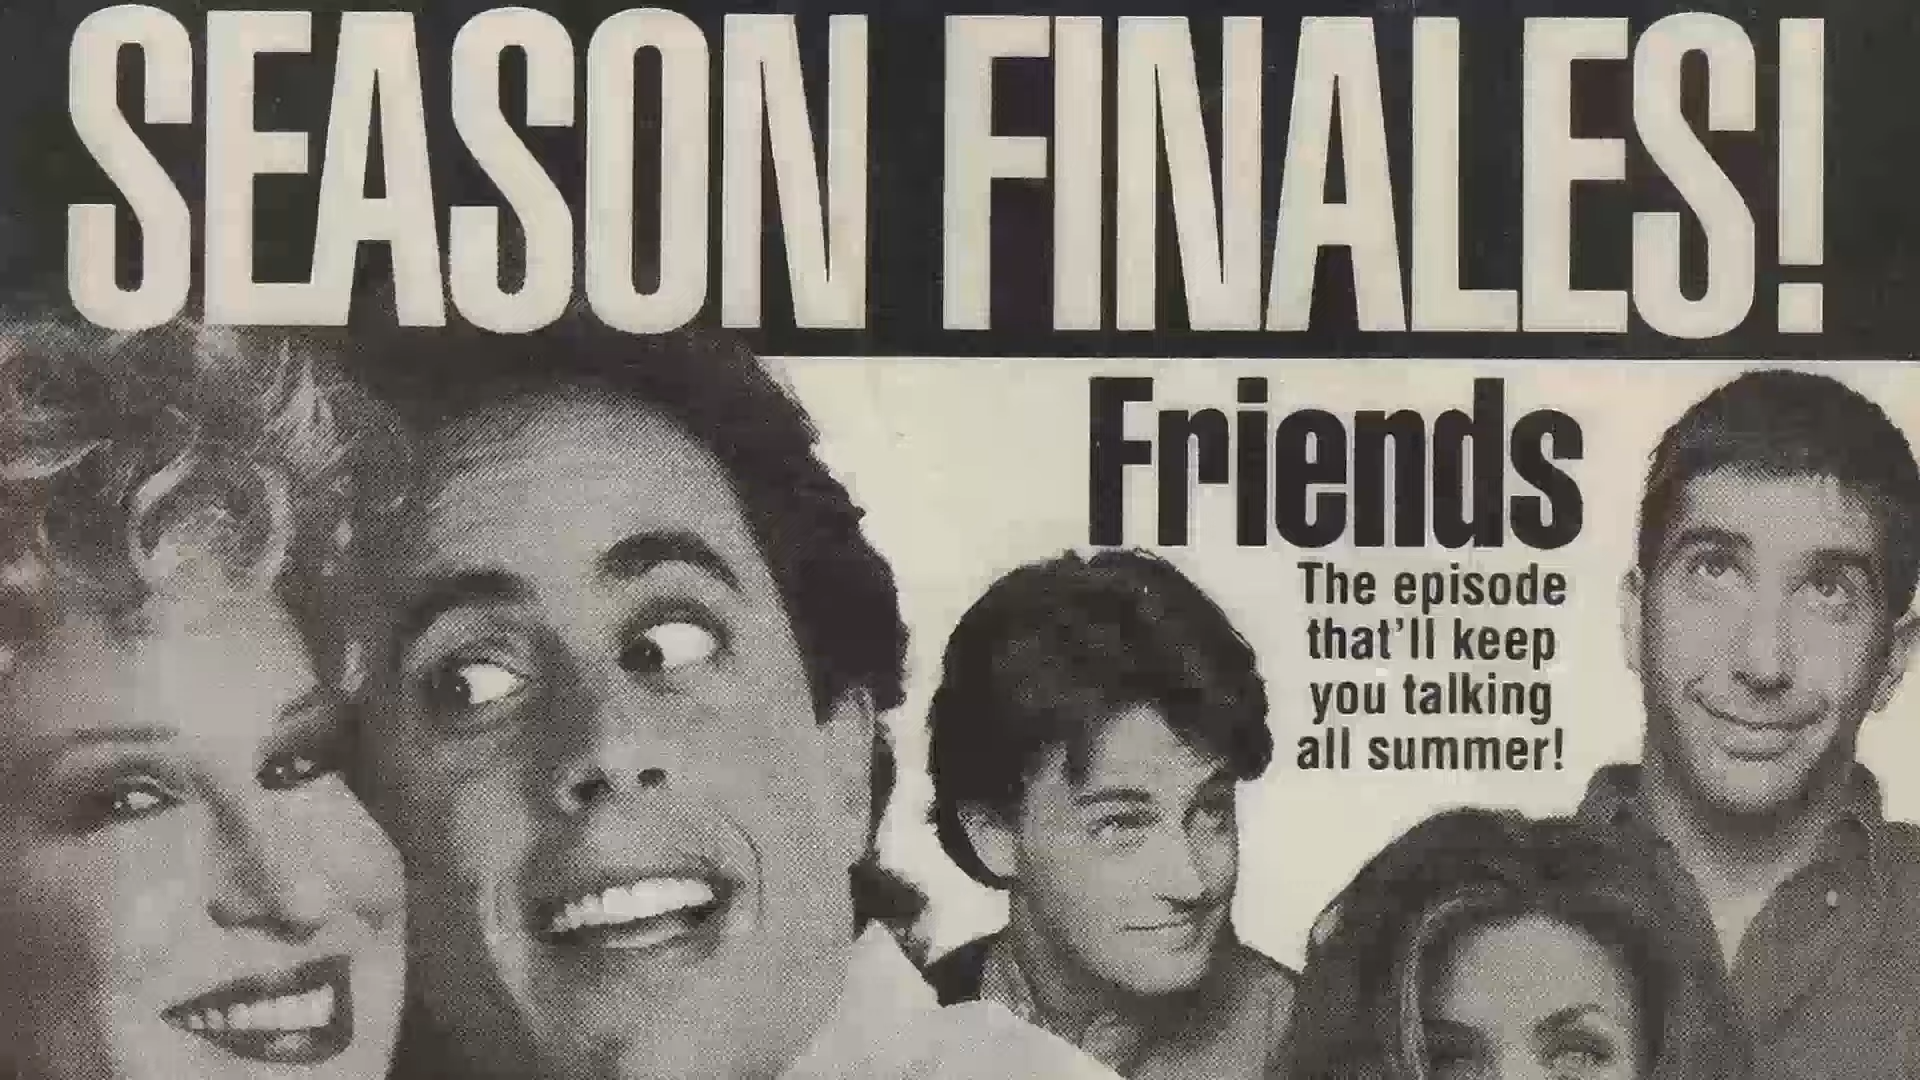 SEASON FINALES!
Friends
The episode
that'll keep
you talking
all summer!